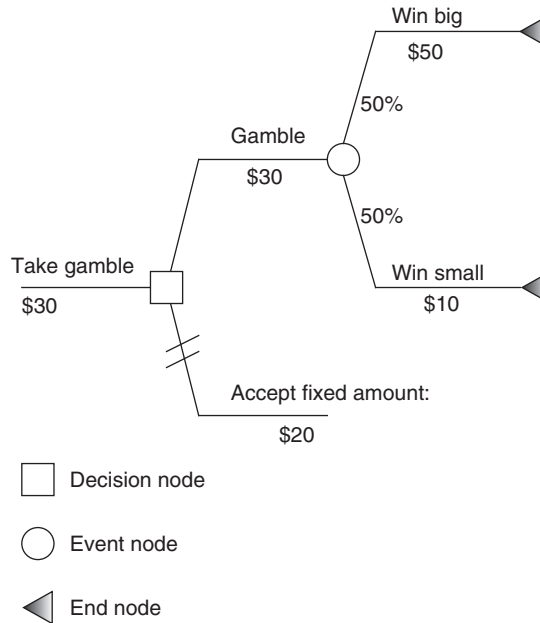 Win big
$50
50%
Gamble
$30
50%
Take gamble
$30
Win small
$10
Accept fixed amount:
$20
Decision node
Event node
End node